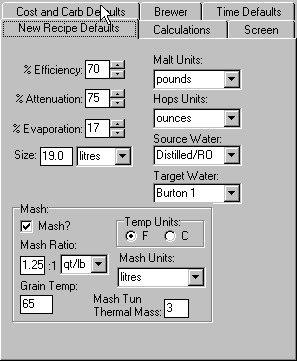 Cost and Carb Defaults Brewer Time Defaults
New Recipe Defaults Calculations Screen
% Efficiency: 70
% Attenuation: 75
% Evaporation: 17
Size: 19.0 litres
Malt Units:
pounds
Hops Units:
ounces
Source Water:
Distilled/RO
Target Water:
Burton 1
Mash:
Mash?
Temp Units:
F C
Mash Ratio:
1.25 :1 qt/lb
Mash Units:
litres
Grain Temp:
65
Mash Tun
Thermal Mass: 3